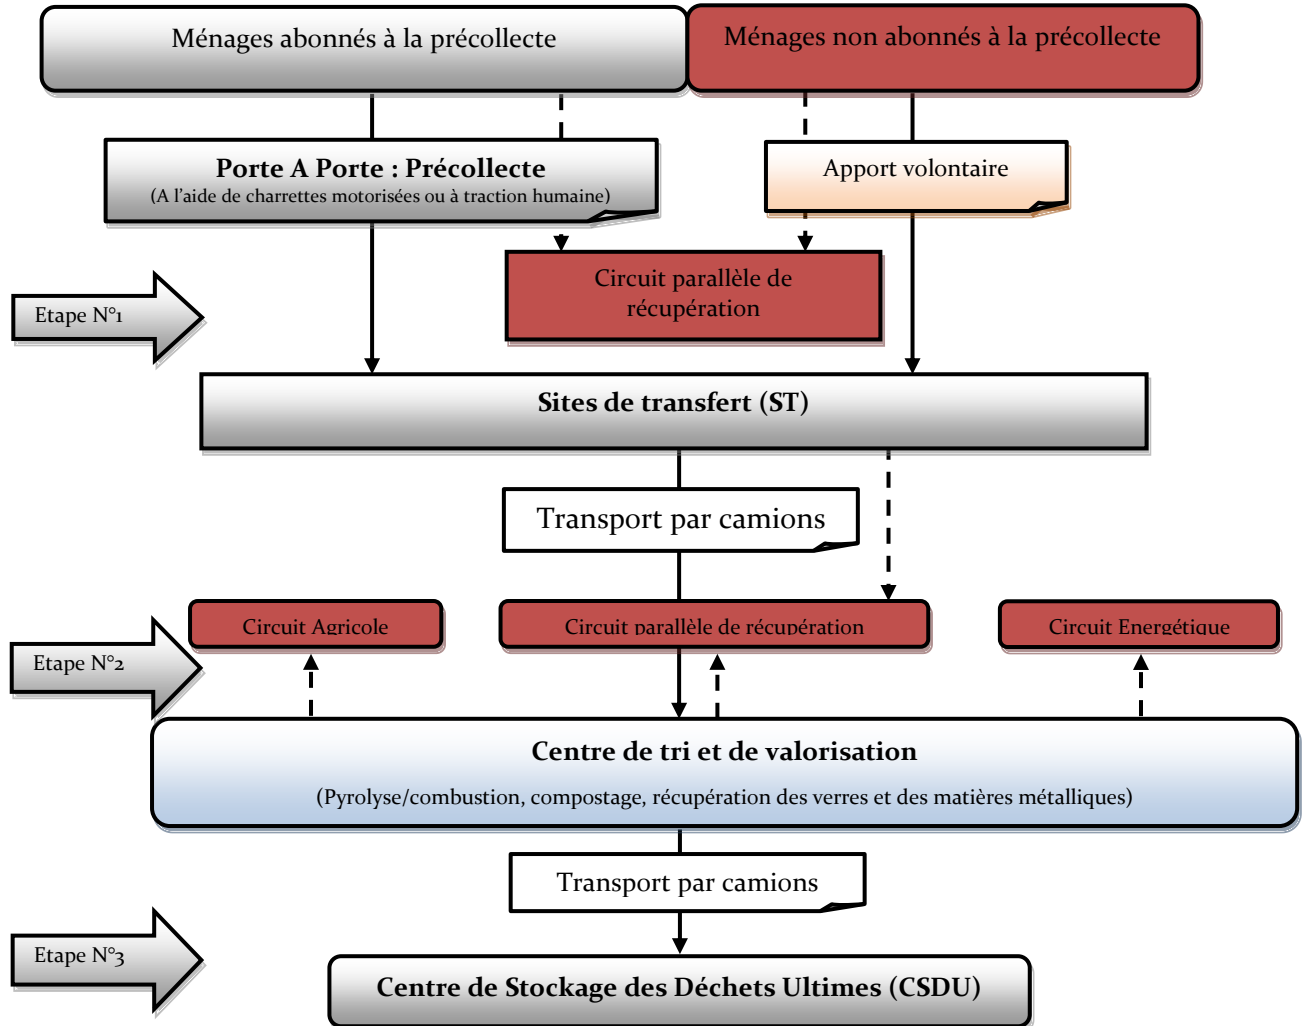 Ménages abonnés à la précollecte
Ménages non abonnés à la précollecte
Porte A Porte : Précollecte
(A l'aide de charrettes motorisées ou à traction humaine)
Apport volontaire
Circuit parallèle de
récupération
Etape N°1
Sites de transfert (ST)
Transport par camions
Circuit Agricole
Circuit parallèle de récupération
Circuit Energétique
Etape N°2
Centre de tri et de valorisation
(Pyrolyse/combustion, compostage, récupération des verres et des matières métalliques)
Transport par camions
Etape N°3
Centre de Stockage des Déchets Ultimes (CSDU)